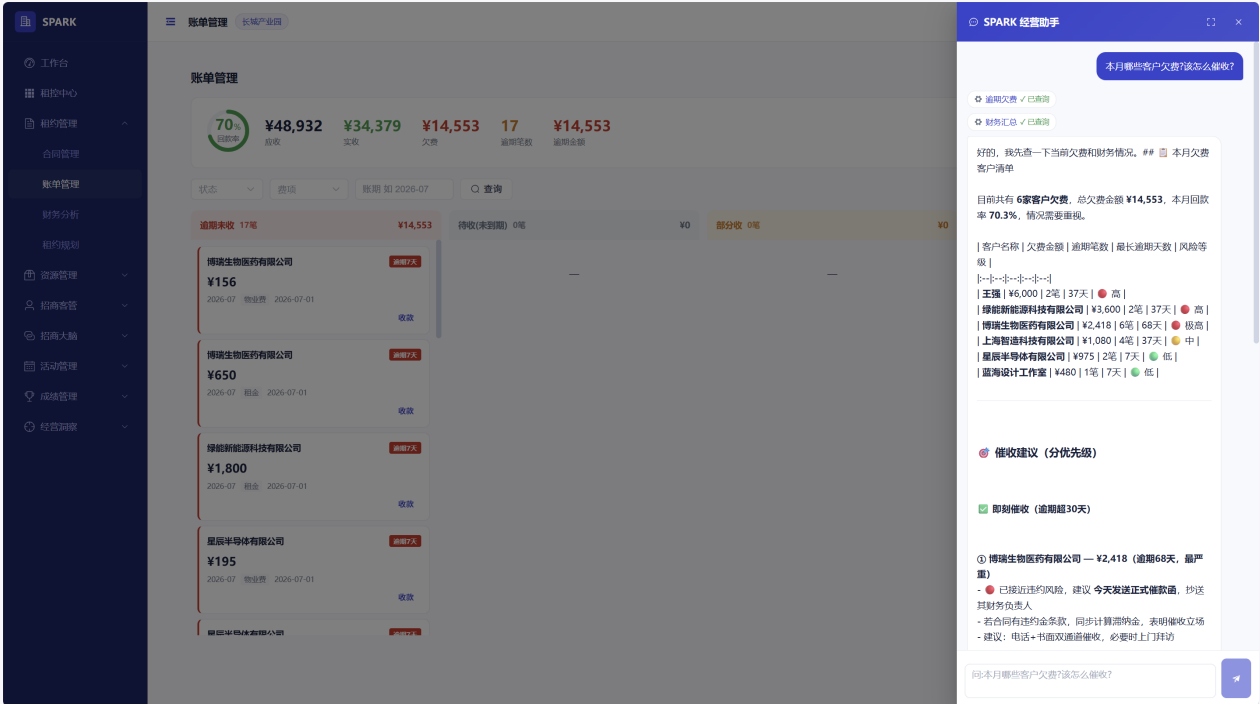 SPARK
工作台
租控中心
租约管理
合同管理
账单管理
财务分析
租约规划
资源管理
招商客管
招商大脑
活动管理
成绩管理
经营洞察
账单管理
长城产业园
账单管理
70%
回款率
¥48,932
应收
¥34,379
实收
¥14,553
欠费
17
逾期笔数
¥14,553
逾期金额
状态
费项
账期 如 2026-07
查询
逾期未收 17笔
¥14,553
待收(未到期) 0笔
¥0
部分收 0笔
¥0
博瑞生物医药有限公司
逾期7天
¥156
2026-07 物业费 2026-07-01
收款
博瑞生物医药有限公司
逾期7天
¥650
2026-07 租金 2026-07-01
收款
绿能新能源科技有限公司
逾期7天
¥1,800
2026-07 租金 2026-07-01
收款
星辰半导体有限公司
逾期7天
¥195
2026-07 物业费 2026-07-01
收款
星辰半导体有限公司
逾期7天
—
—
SPARK 经营助手
本月哪些客户欠费?该怎么催收?
逾期欠费 ✓ 已查询
财务汇总 ✓ 已查询
好的，我先查一下当前欠费和财务情况。## 📋 本月欠费
客户清单
目前共有 6家客户欠费，总欠费金额 ¥14,553，本月回款
率 70.3%，情况需要重视。
| 客户名称 | 欠费金额 | 逾期笔数 | 最长逾期天数 | 风险等
级 |
|:--|:--:|:--:|:--:|:--:|
| 王强 | ¥6,000 | 2笔 | 37天 | 🔴 高 |
| 绿能新能源科技有限公司 | ¥3,600 | 2笔 | 37天 | 🔴 高 |
| 博瑞生物医药有限公司 | ¥2,418 | 6笔 | 68天 | 🔴 极高 |
| 上海智造科技有限公司 | ¥1,080 | 4笔 | 37天 | 🟡 中 |
| 星辰半导体有限公司 | ¥975 | 2笔 | 7天 | 🟢 低 |
| 蓝海设计工作室 | ¥480 | 1笔 | 7天 | 🟢 低 |
🎯 催收建议（分优先级）
✅ 即刻催收（逾期超30天）
① 博瑞生物医药有限公司 — ¥2,418（逾期68天，最严
重）
- 🔴 已接近违约风险，建议 今天发送正式催款函，抄送
其财务负责人
- 若合同有违约金条款，同步计算滞纳金，表明催收立场
- 建议：电话+书面双通道催收，必要时上门拜访
问:本月哪些客户欠费?该怎么催收?